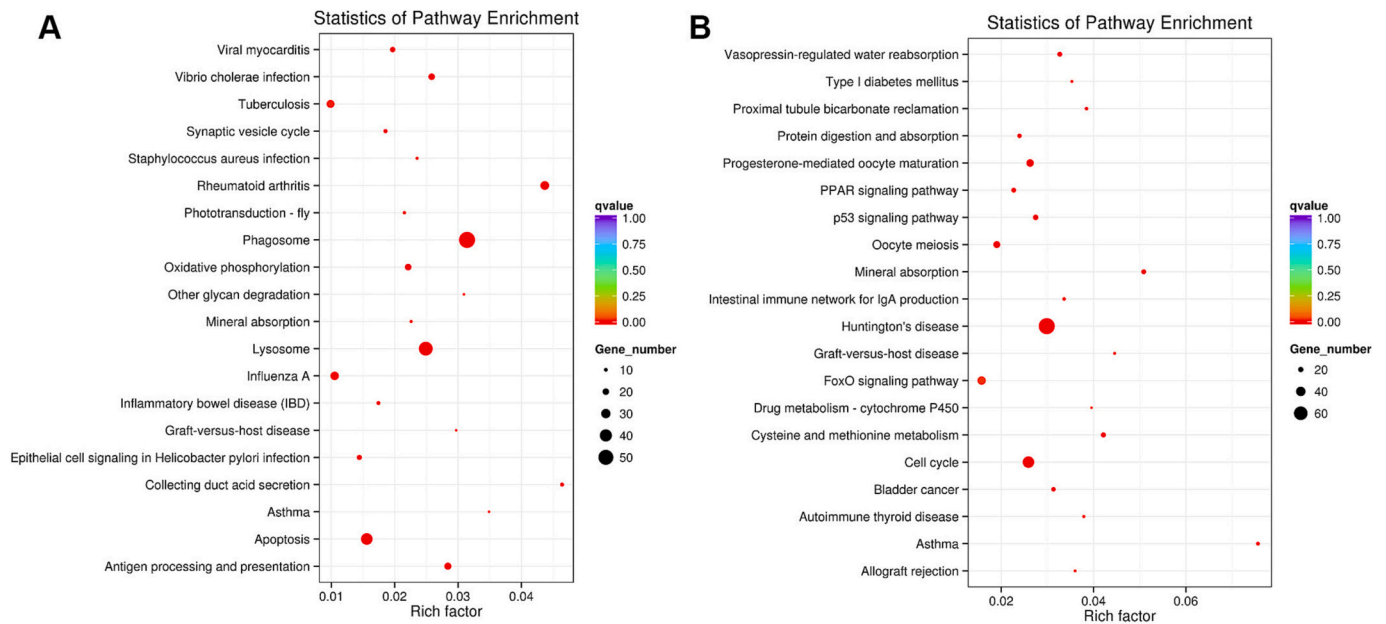 A
Statistics of Pathway Enrichment
Viral myocarditis
Vibrio cholerae infection
Tuberculosis
Synaptic vesicle cycle
Staphylococcus aureus infection
Rheumatoid arthritis
Phototransduction - fly
Phagosome
Oxidative phosphorylation
Other glycan degradation
Mineral absorption
Lysosome
Influenza A
Inflammatory bowel disease (IBD)
Graft-versus-host disease
Epithelial cell signaling in Helicobacter pylori infection
Collecting duct acid secretion
Asthma
Apoptosis
Antigen processing and presentation
0.01 0.02 0.03 0.04
Rich factor
qvalue
1.00
0.75
0.50
0.25
0.00
Gene_number
10
20
30
40
50
B
Statistics of Pathway Enrichment
Vasopressin-regulated water reabsorption
Type I diabetes mellitus
Proximal tubule bicarbonate reclamation
Protein digestion and absorption
Progesterone-mediated oocyte maturation
PPAR signaling pathway
p53 signaling pathway
Oocyte meiosis
Mineral absorption
Intestinal immune network for IgA production
Huntington's disease
Graft-versus-host disease
FoxO signaling pathway
Drug metabolism - cytochrome P450
Cysteine and methionine metabolism
Cell cycle
Bladder cancer
Autoimmune thyroid disease
Asthma
Allograft rejection
0.02 0.04 0.06
Rich factor
qvalue
1.00
0.75
0.50
0.25
0.00
Gene_number
20
40
60